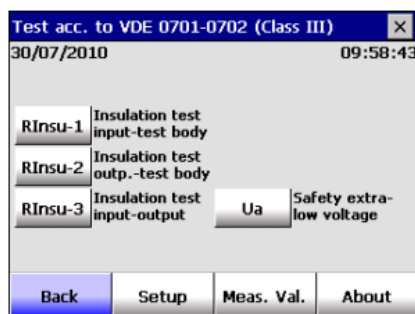 Test acc. to VDE 0701-0702 (Class III)
30/07/2010 09:58:43
RInsu-1 Insulation test
input-test body
RInsu-2 Insulation test
outp.-test body
RInsu-3 Insulation test
input-output
Ua Safety extra-
low voltage
Back Setup Meas. Val. About